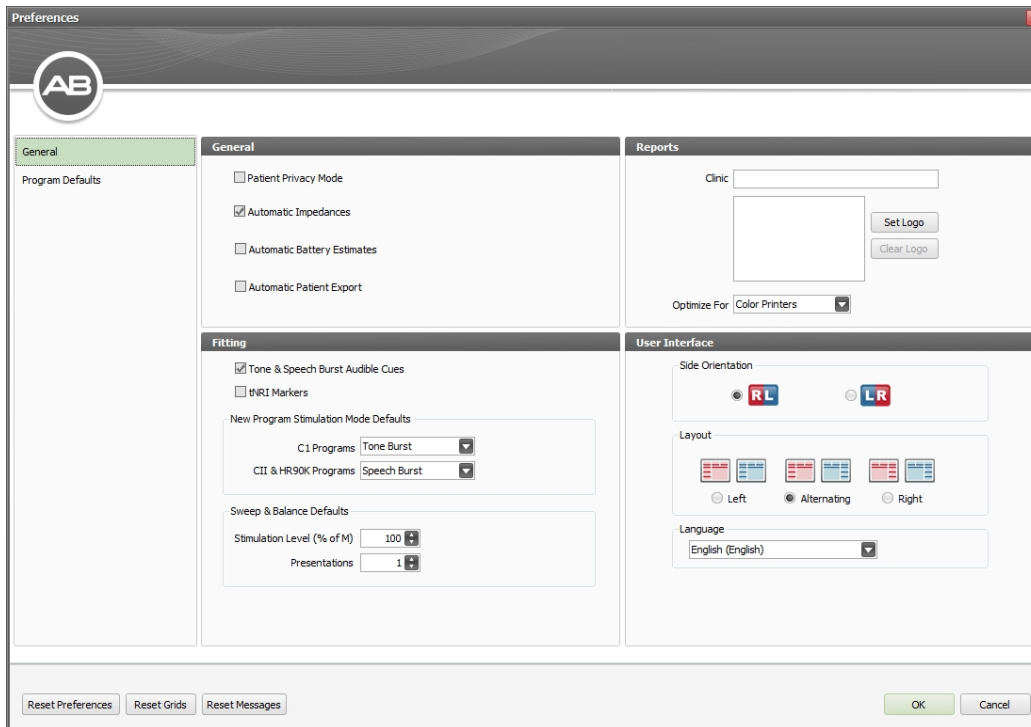 Preferences
AB
General
Program Defaults
General
Patient Privacy Mode
Automatic Impedances
Automatic Battery Estimates
Automatic Patient Export
Reports
Clinic
Set Logo
Clear Logo
Optimize For Color Printers
Fitting
Tone & Speech Burst Audible Cues
tNRI Markers
New Program Stimulation Mode Defaults
C1 Programs Tone Burst
CII & HR90K Programs Speech Burst
Sweep & Balance Defaults
Stimulation Level (% of M) 100
Presentations 1
User Interface
Side Orientation
RL LR
Layout
Left Alternating Right
Language
English (English)
Reset Preferences Reset Grids Reset Messages OK Cancel